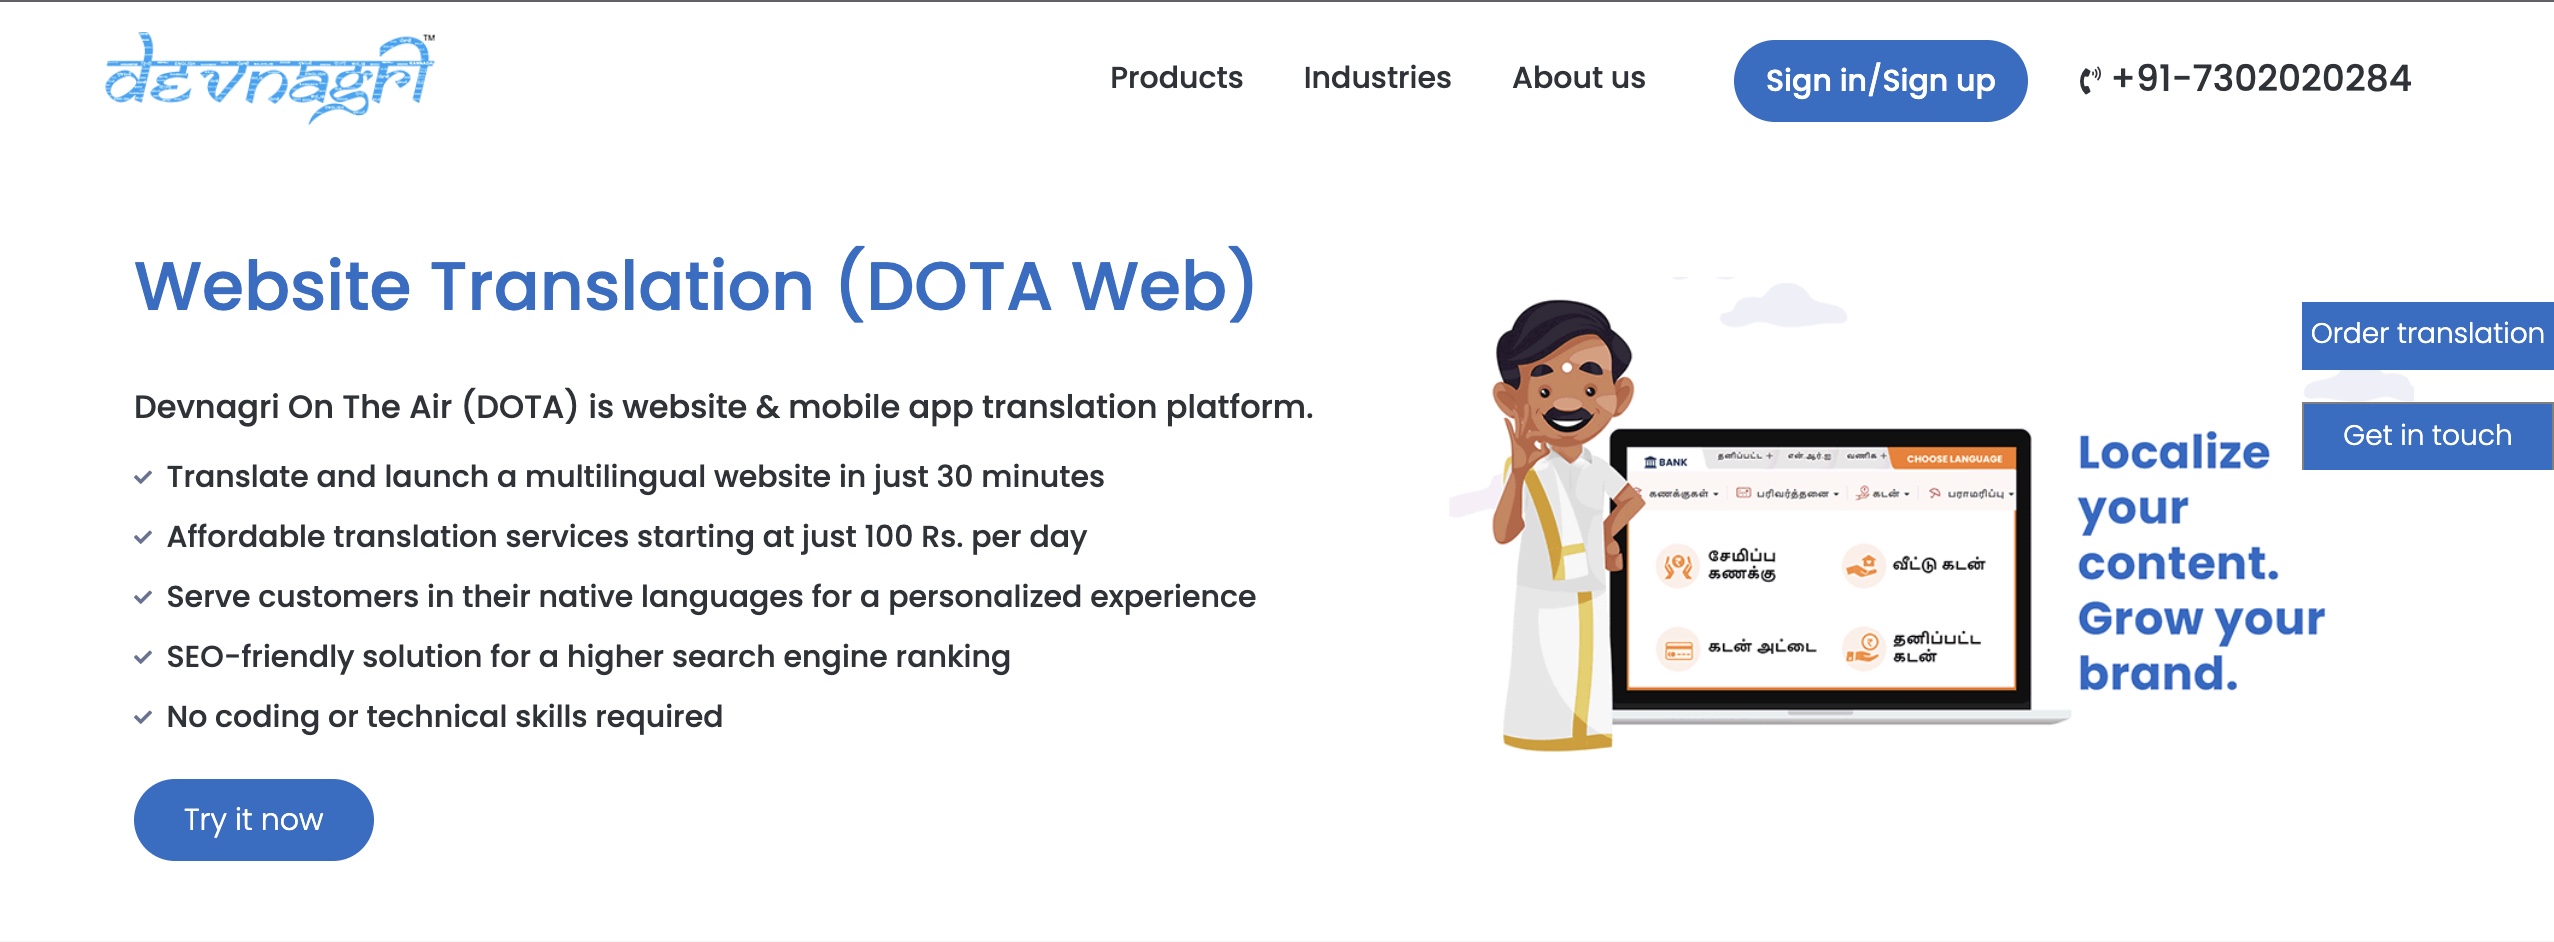 devnagri™
Products
Industries
About us
Sign in/Sign up
+91-7302020284
Website Translation (DOTA Web)
Devnagri On The Air (DOTA) is website & mobile app translation platform.
Translate and launch a multilingual website in just 30 minutes
Affordable translation services starting at just 100 Rs. per day
Serve customers in their native languages for a personalized experience
SEO-friendly solution for a higher search engine ranking
No coding or technical skills required
Try it now
BANK
தனிப்பட்ட +
என்.ஆர்.ஐ
வணிக +
CHOOSE LANGUAGE
கணக்குகள்
பரிவர்த்தனை
கடன்
பராமரிப்பு
சேமிப்பு
கணக்கு
வீட்டு கடன்
கடன் அட்டை
தனிப்பட்ட
கடன்
Localize
your
content.
Grow your
brand.
Order translation
Get in touch